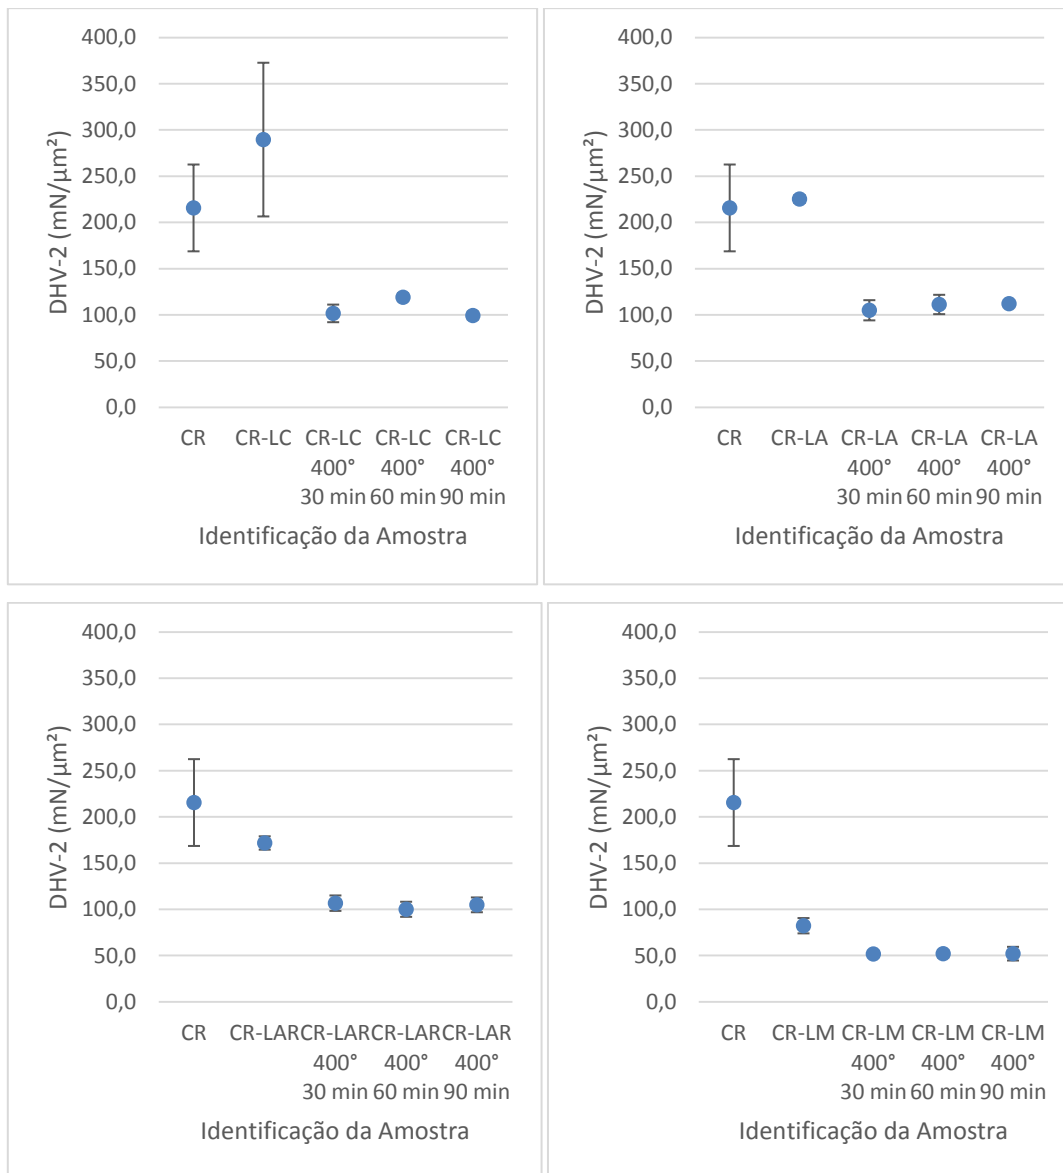 400,0
350,0
300,0
250,0
200,0
150,0
100,0
50,0
0,0
DHV-2 (mN/µm²)
CR CR-LC CR-LC CR-LC CR-LC
400° 400° 400°
30 min 60 min 90 min
Identificação da Amostra
400,0
350,0
300,0
250,0
200,0
150,0
100,0
50,0
0,0
DHV-2 (mN/µm²)
CR CR-LA CR-LA CR-LA CR-LA
400° 400° 400°
30 min 60 min 90 min
Identificação da Amostra
400,0
350,0
300,0
250,0
200,0
150,0
100,0
50,0
0,0
DHV-2 (mN/µm²)
CR CR-LAR CR-LAR CR-LAR CR-LAR
400° 400° 400°
30 min 60 min 90 min
Identificação da Amostra
400,0
350,0
300,0
250,0
200,0
150,0
100,0
50,0
0,0
DHV-2 (mN/µm²)
CR CR-LM CR-LM CR-LM CR-LM
400° 400° 400°
30 min 60 min 90 min
Identificação da Amostra